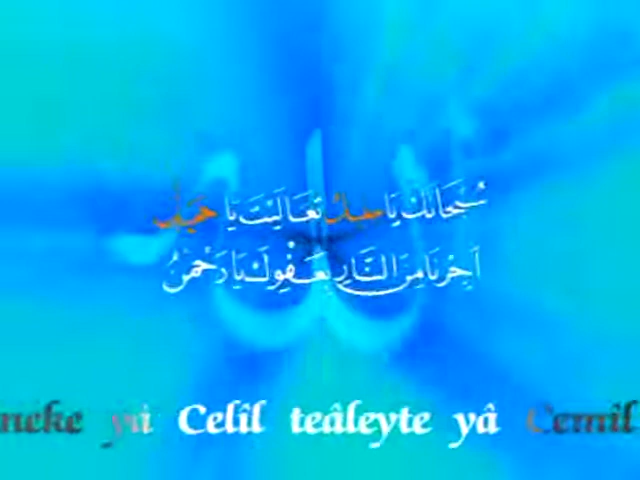 سُبْحَانَكَ يَا جَلِيلُ تَعَالَيْتَ يَا جَمِيلُ
اَجِرْنَا مِنَ النَّارِ بِعَفْوِكَ يَا رَحْمٰنُ
neke yâ Celîl teâleyte yâ Cemîl